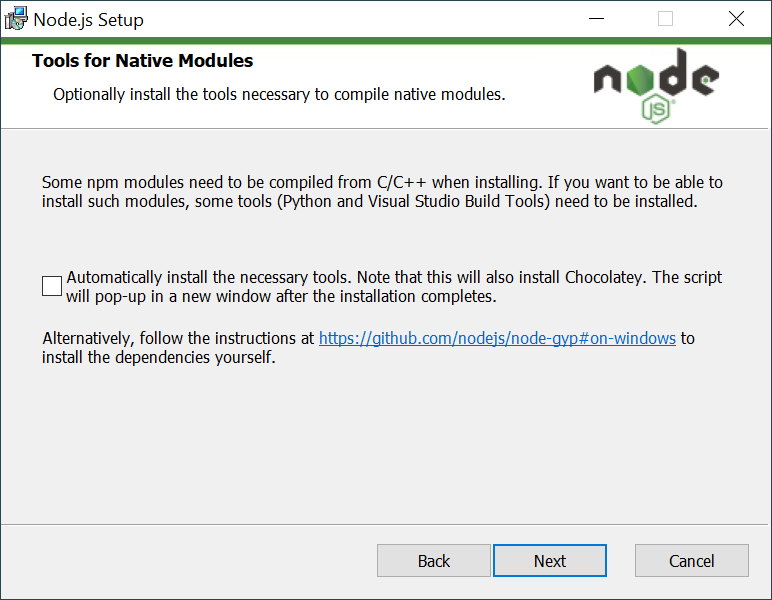 Node.js Setup
Tools for Native Modules
Optionally install the tools necessary to compile native modules.
node
JS
Some npm modules need to be compiled from C/C++ when installing. If you want to be able to
install such modules, some tools (Python and Visual Studio Build Tools) need to be installed.
Automatically install the necessary tools. Note that this will also install Chocolatey. The script
will pop-up in a new window after the installation completes.
Alternatively, follow the instructions at https://github.com/nodejs/node-gyp#on-windows to
install the dependencies yourself.
Back
Next
Cancel